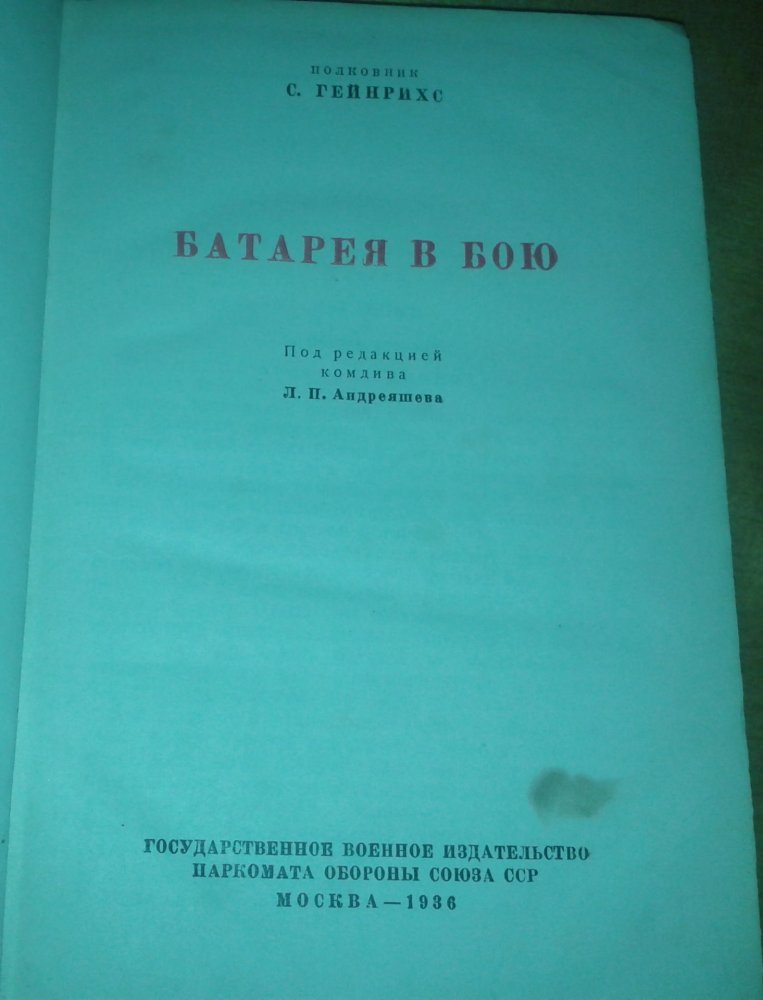 ПОЛКОВНИК
С. ГЕЙНРИХС
БАТАРЕЯ В БОЮ
Под редакцией
комдива
Л. П. Андреяшева
ГОСУДАРСТВЕННОЕ ВОЕННОЕ ИЗДАТЕЛЬСТВО
НАРКОМАТА ОБОРОНЫ СОЮЗА ССР
МОСКВА — 1936